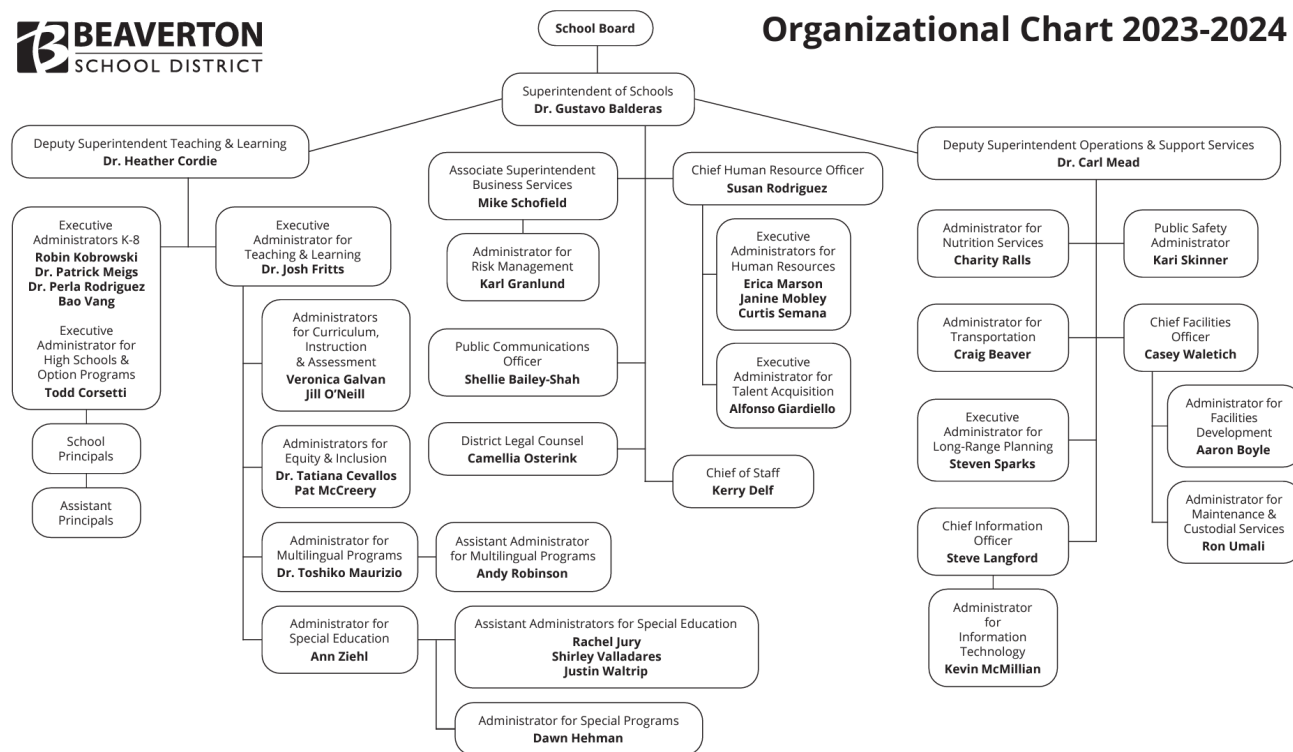 BEAVERTON
SCHOOL DISTRICT
Organizational Chart 2023-2024
School Board
Superintendent of Schools
Dr. Gustavo Balderas
Deputy Superintendent Teaching & Learning
Dr. Heather Cordie
Executive
Administrators K-8
Robin Kobrowski
Dr. Patrick Meigs
Dr. Perla Rodriguez
Bao Vang
Executive
Administrator for
High Schools &
Option Programs
Todd Corsetti
School
Principals
Assistant
Principals
Executive
Administrator for
Teaching & Learning
Dr. Josh Fritts
Administrators
for Curriculum,
Instruction
& Assessment
Veronica Galvan
Jill O’Neill
Administrators for
Equity & Inclusion
Dr. Tatiana Cevallos
Pat McCreery
Administrator for
Multilingual Programs
Dr. Toshiko Maurizio
Assistant Administrator
for Multilingual Programs
Andy Robinson
Administrator for
Special Education
Ann Ziehl
Assistant Administrators for Special Education
Rachel Jury
Shirley Valladares
Justin Waltrip
Administrator for Special Programs
Dawn Hehman
Associate Superintendent
Business Services
Mike Schofield
Administrator for
Risk Management
Karl Granlund
Public Communications
Officer
Shellie Bailey-Shah
District Legal Counsel
Camellia Osterink
Chief Human Resource Officer
Susan Rodriguez
Executive
Administrators for
Human Resources
Erica Marson
Janine Mobley
Curtis Semana
Executive
Administrator for
Talent Acquisition
Alfonso Giardiello
Chief of Staff
Kerry Delf
Deputy Superintendent Operations & Support Services
Dr. Carl Mead
Administrator for
Nutrition Services
Charity Ralls
Public Safety
Administrator
Kari Skinner
Administrator for
Transportation
Craig Beaver
Chief Facilities
Officer
Casey Waletich
Administrator for
Facilities
Development
Aaron Boyle
Administrator for
Maintenance &
Custodial Services
Ron Umali
Executive
Administrator for
Long-Range Planning
Steven Sparks
Chief Information
Officer
Steve Langford
Administrator
for
Information
Technology
Kevin McMillian